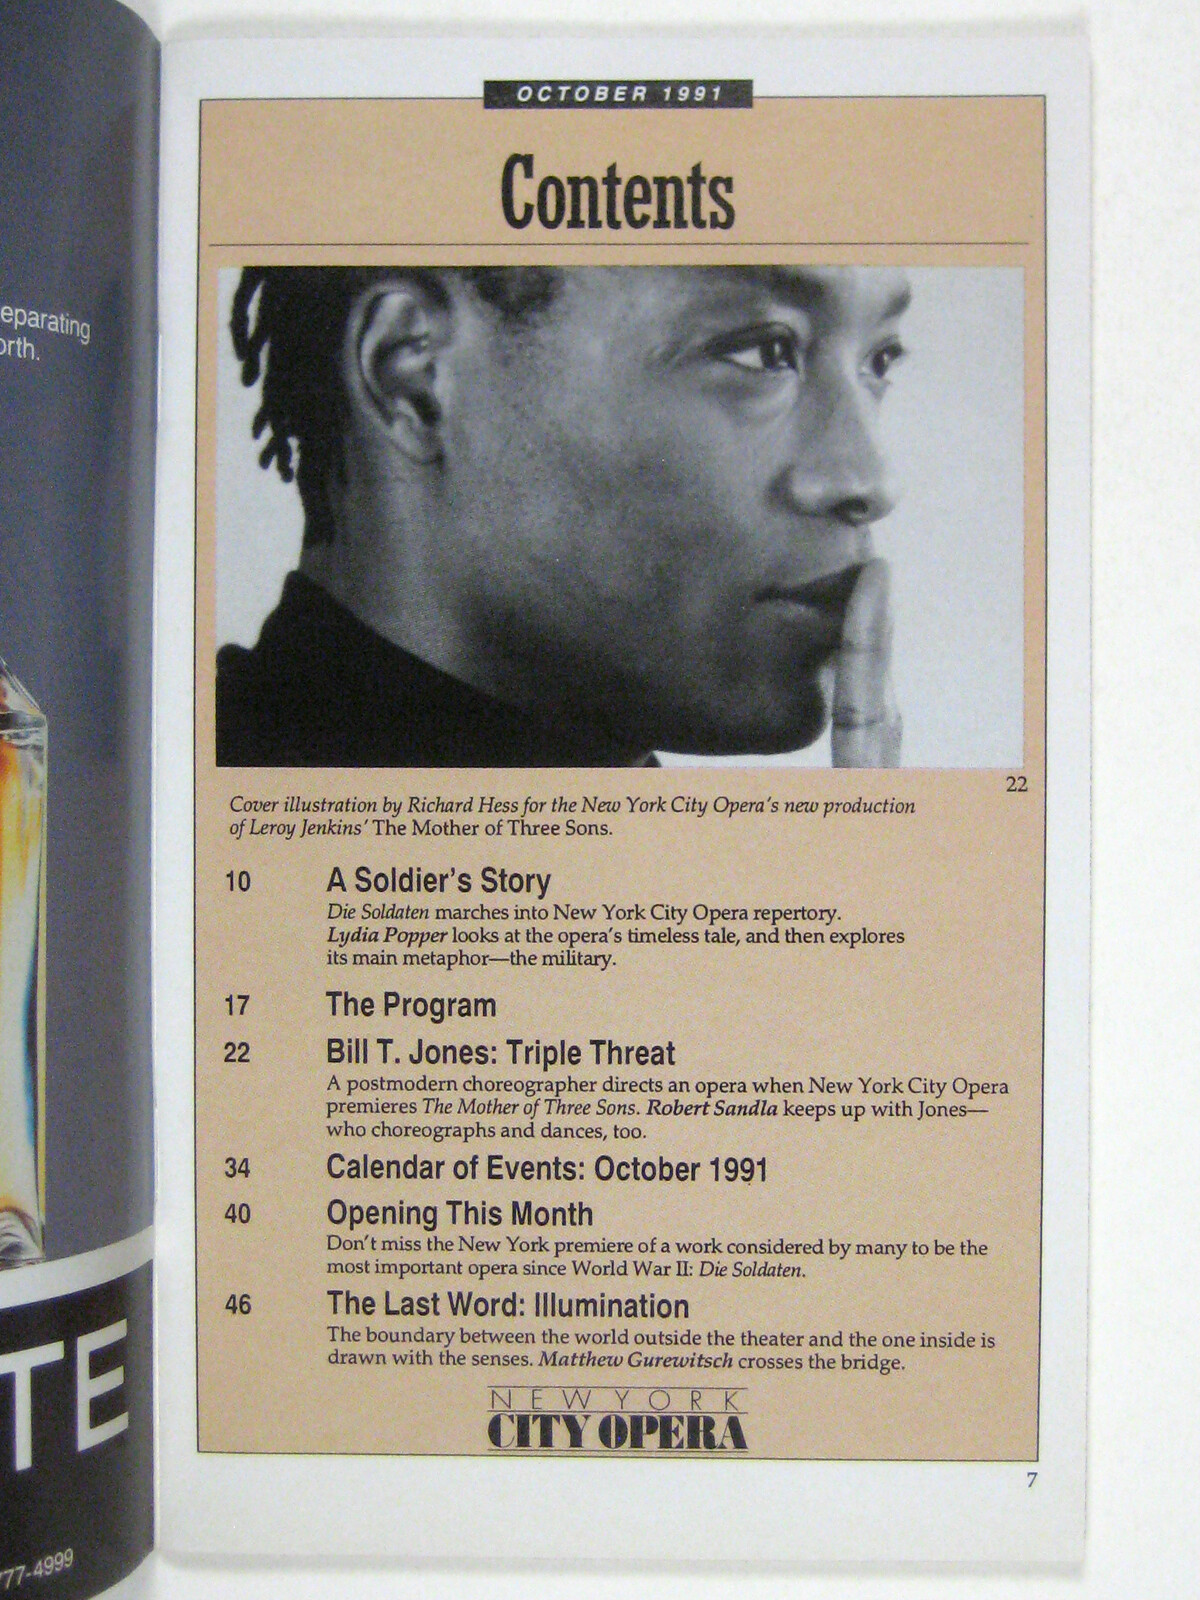 eparating
orth.
TE
777-4999
OCTOBER 1991
Contents
22
Cover illustration by Richard Hess for the New York City Opera's new production
of Leroy Jenkins' The Mother of Three Sons.
10 A Soldier's Story
Die Soldaten marches into New York City Opera repertory.
Lydia Popper looks at the opera's timeless tale, and then explores
its main metaphor—the military.
17 The Program
22 Bill T. Jones: Triple Threat
A postmodern choreographer directs an opera when New York City Opera
premieres The Mother of Three Sons. Robert Sandla keeps up with Jones—
who choreographs and dances, too.
34 Calendar of Events: October 1991
40 Opening This Month
Don't miss the New York premiere of a work considered by many to be the
most important opera since World War II: Die Soldaten.
46 The Last Word: Illumination
The boundary between the world outside the theater and the one inside is
drawn with the senses. Matthew Gurewitsch crosses the bridge.
NEW YORK
CITY OPERA
7